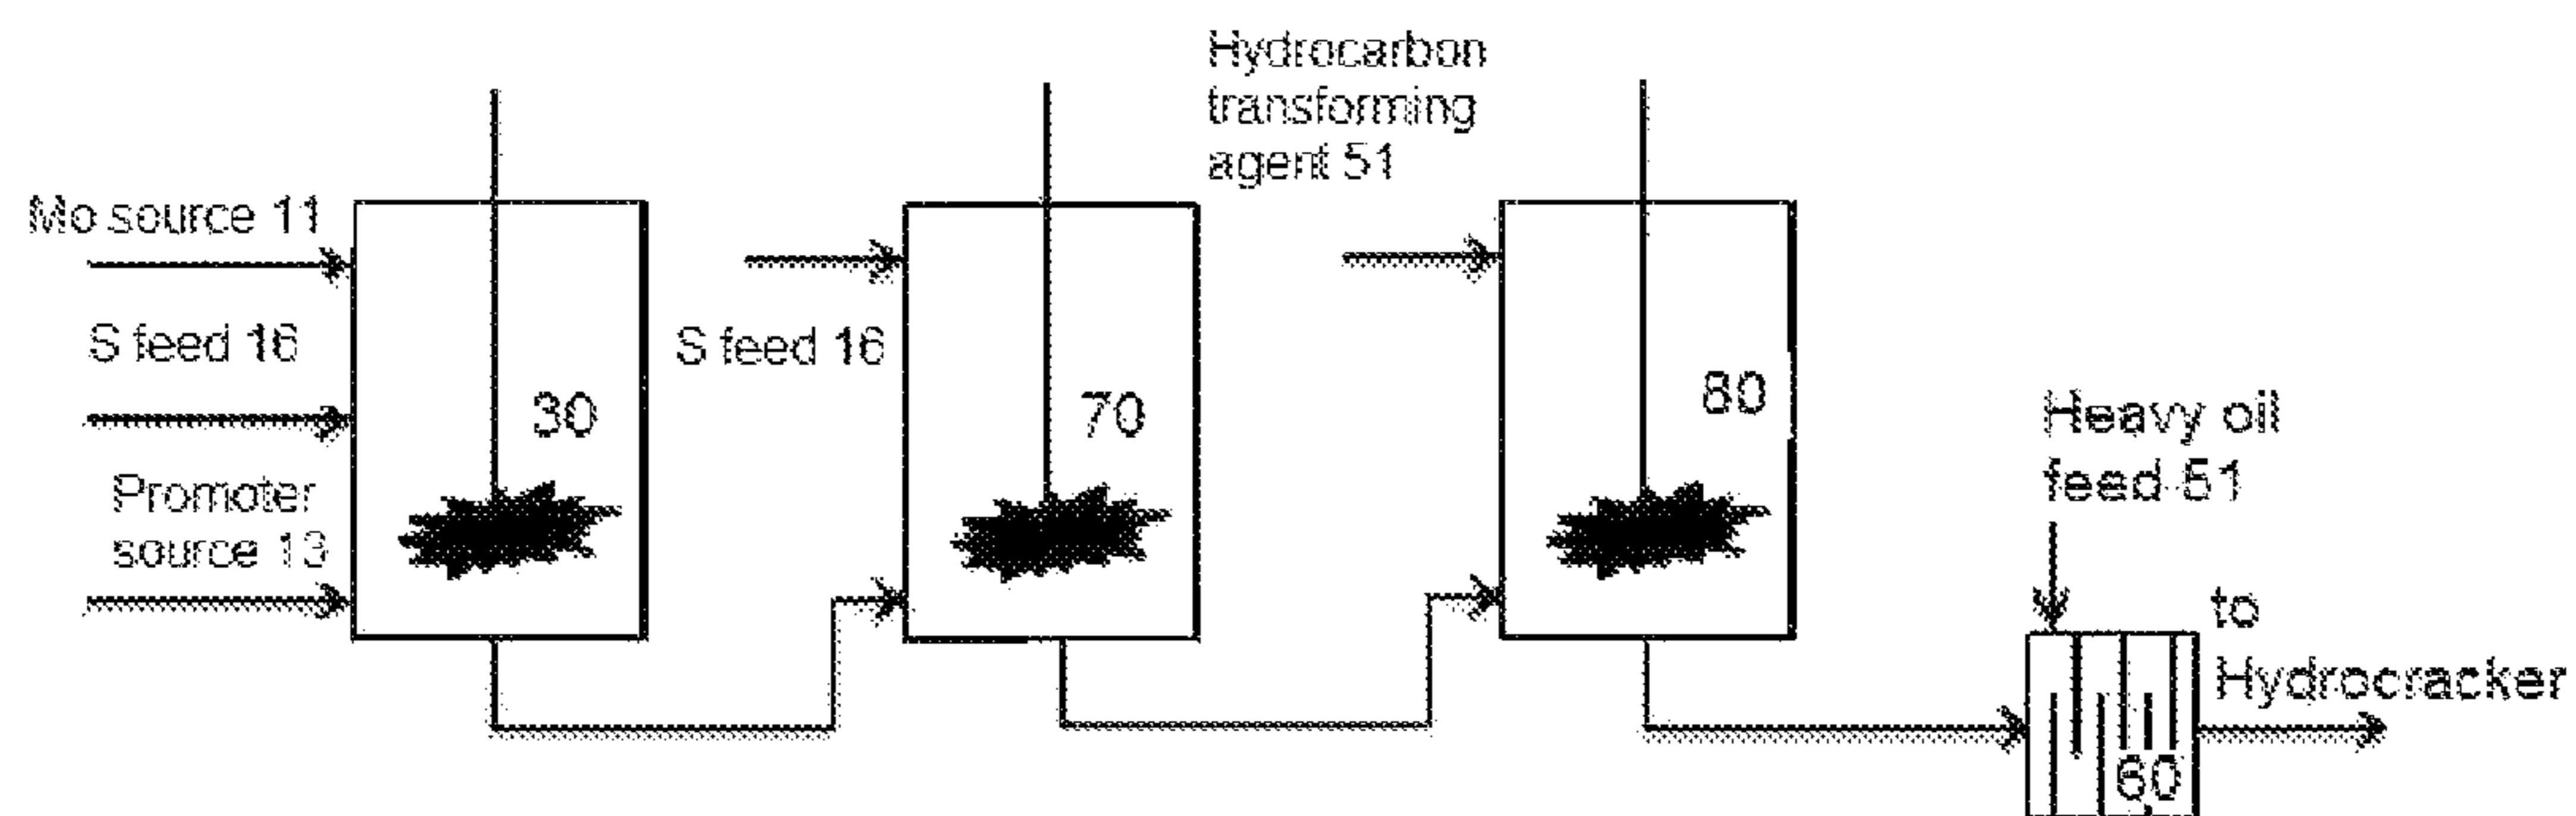 Hydrocarbon
transforming
agent 51
Mo source 11
S feed 16
S feed 16
30
70
80
Promoter
source 13
Heavy oil
feed 51
to
Hydrocracker
60